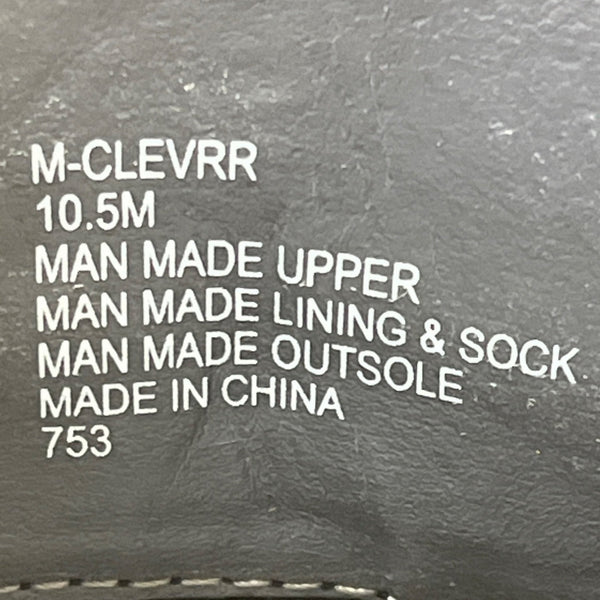 M-CLEVRR
10.5M
MAN MADE UPPER
MAN MADE LINING & SOCK
MAN MADE OUTSOLE
MADE IN CHINA
753